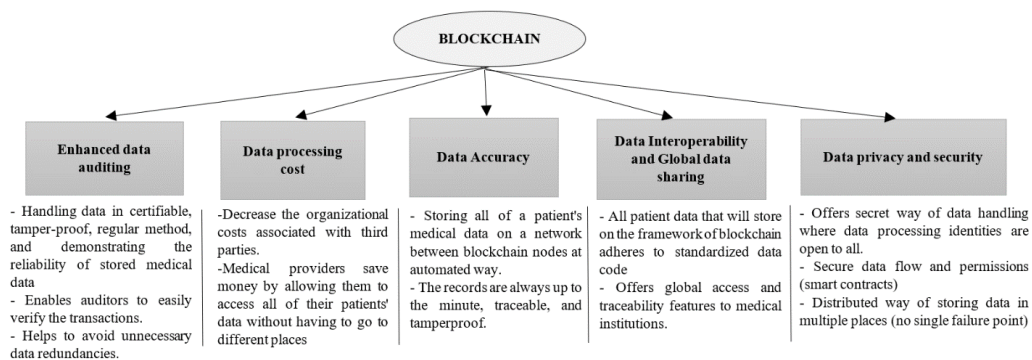 BLOCKCHAIN
Enhanced data
auditing
Data processing
cost
Data Accuracy
Data Interoperability
and Global data
sharing
Data privacy and security
- Handling data in certifiable,
tamper-proof, regular method,
and demonstrating the
reliability of stored medical
data
- Enables auditors to easily
verify the transactions.
- Helps to avoid unnecessary
data redundancies.
-Decrease the organizational
costs associated with third
parties.
-Medical providers save
money by allowing them to
access all of their patients'
data without having to go to
different places
- Storing all of a patient's
medical data on a network
between blockchain nodes at
automated way.
- The records are always up to
the minute, traceable, and
tamperproof.
- All patient data that will store
on the framework of blockchain
adheres to standardized data
code
- Offers global access and
traceability features to medical
institutions.
- Offers secret way of data handling
where data processing identities are
open to all.
- Secure data flow and permissions
(smart contracts)
- Distributed way of storing data in
multiple places (no single failure point)